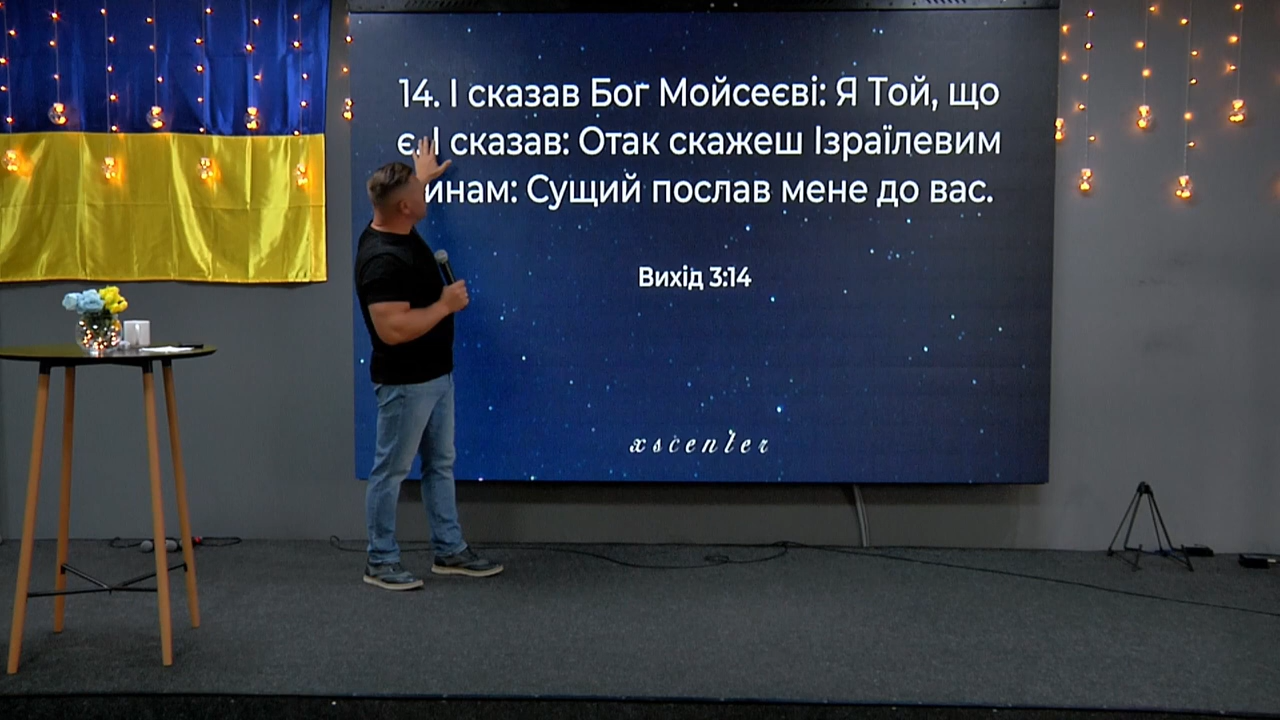 14. І сказав Бог Мойсеєві: Я Той, що
є. І сказав: Отак скажеш Ізраїлевим
инам: Сущий послав мене до вас.
Вихід 3:14
xscenter